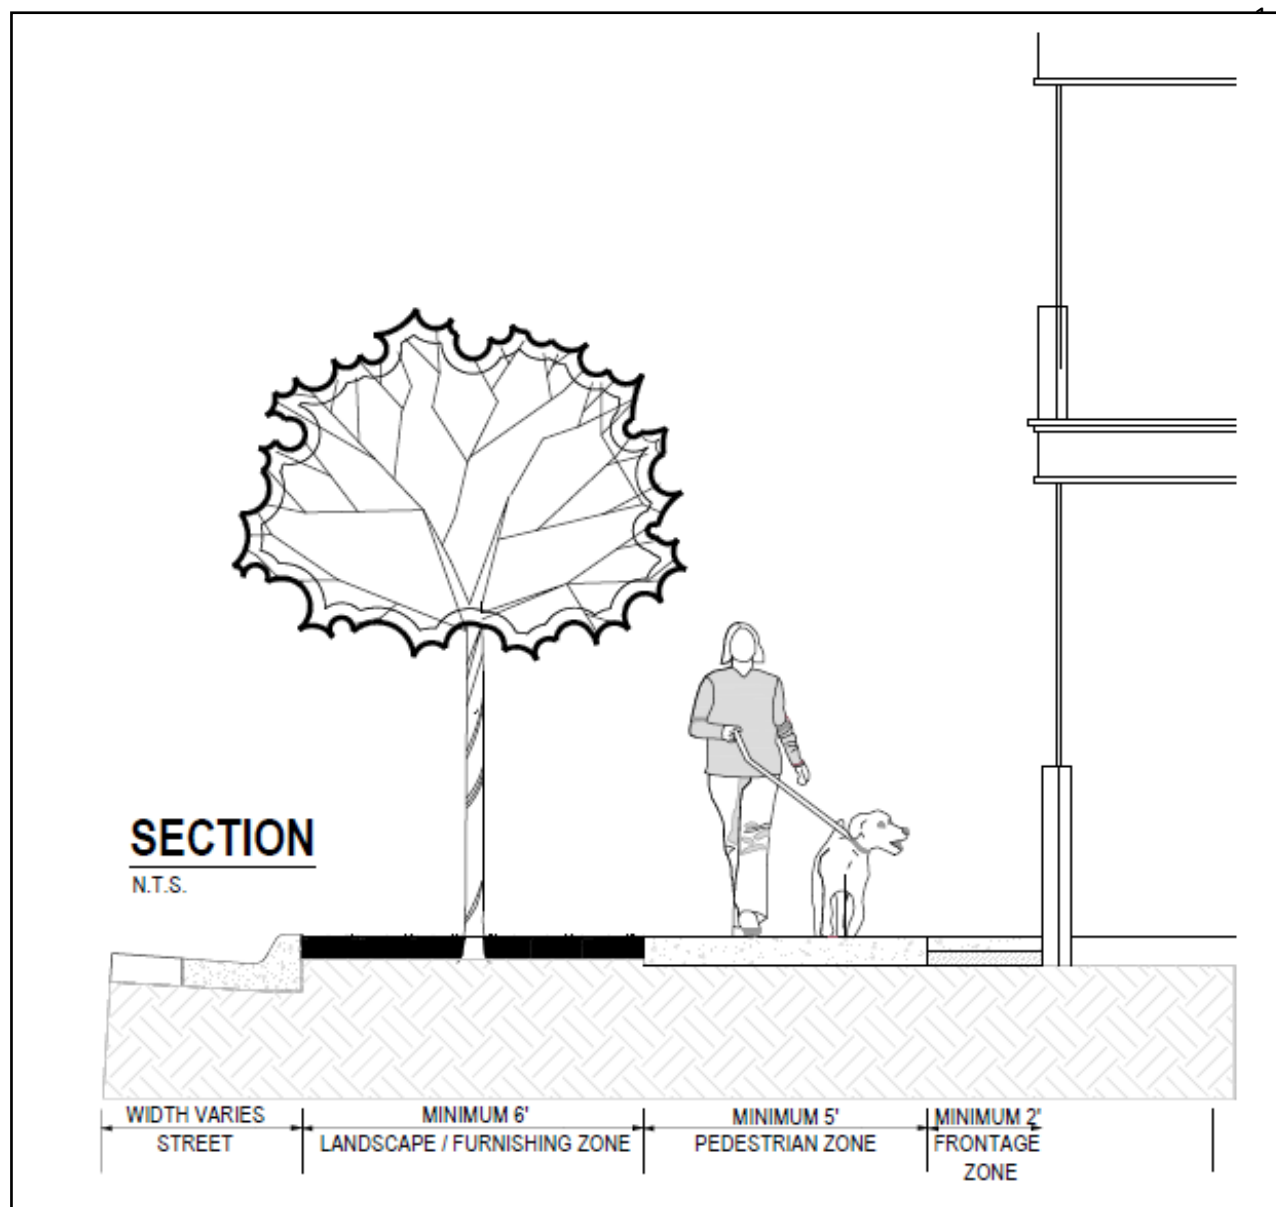 SECTION
N.T.S.
WIDTH VARIES
STREET
MINIMUM 6'
LANDSCAPE / FURNISHING ZONE
MINIMUM 5'
PEDESTRIAN ZONE
MINIMUM 2'
FRONTAGE
ZONE